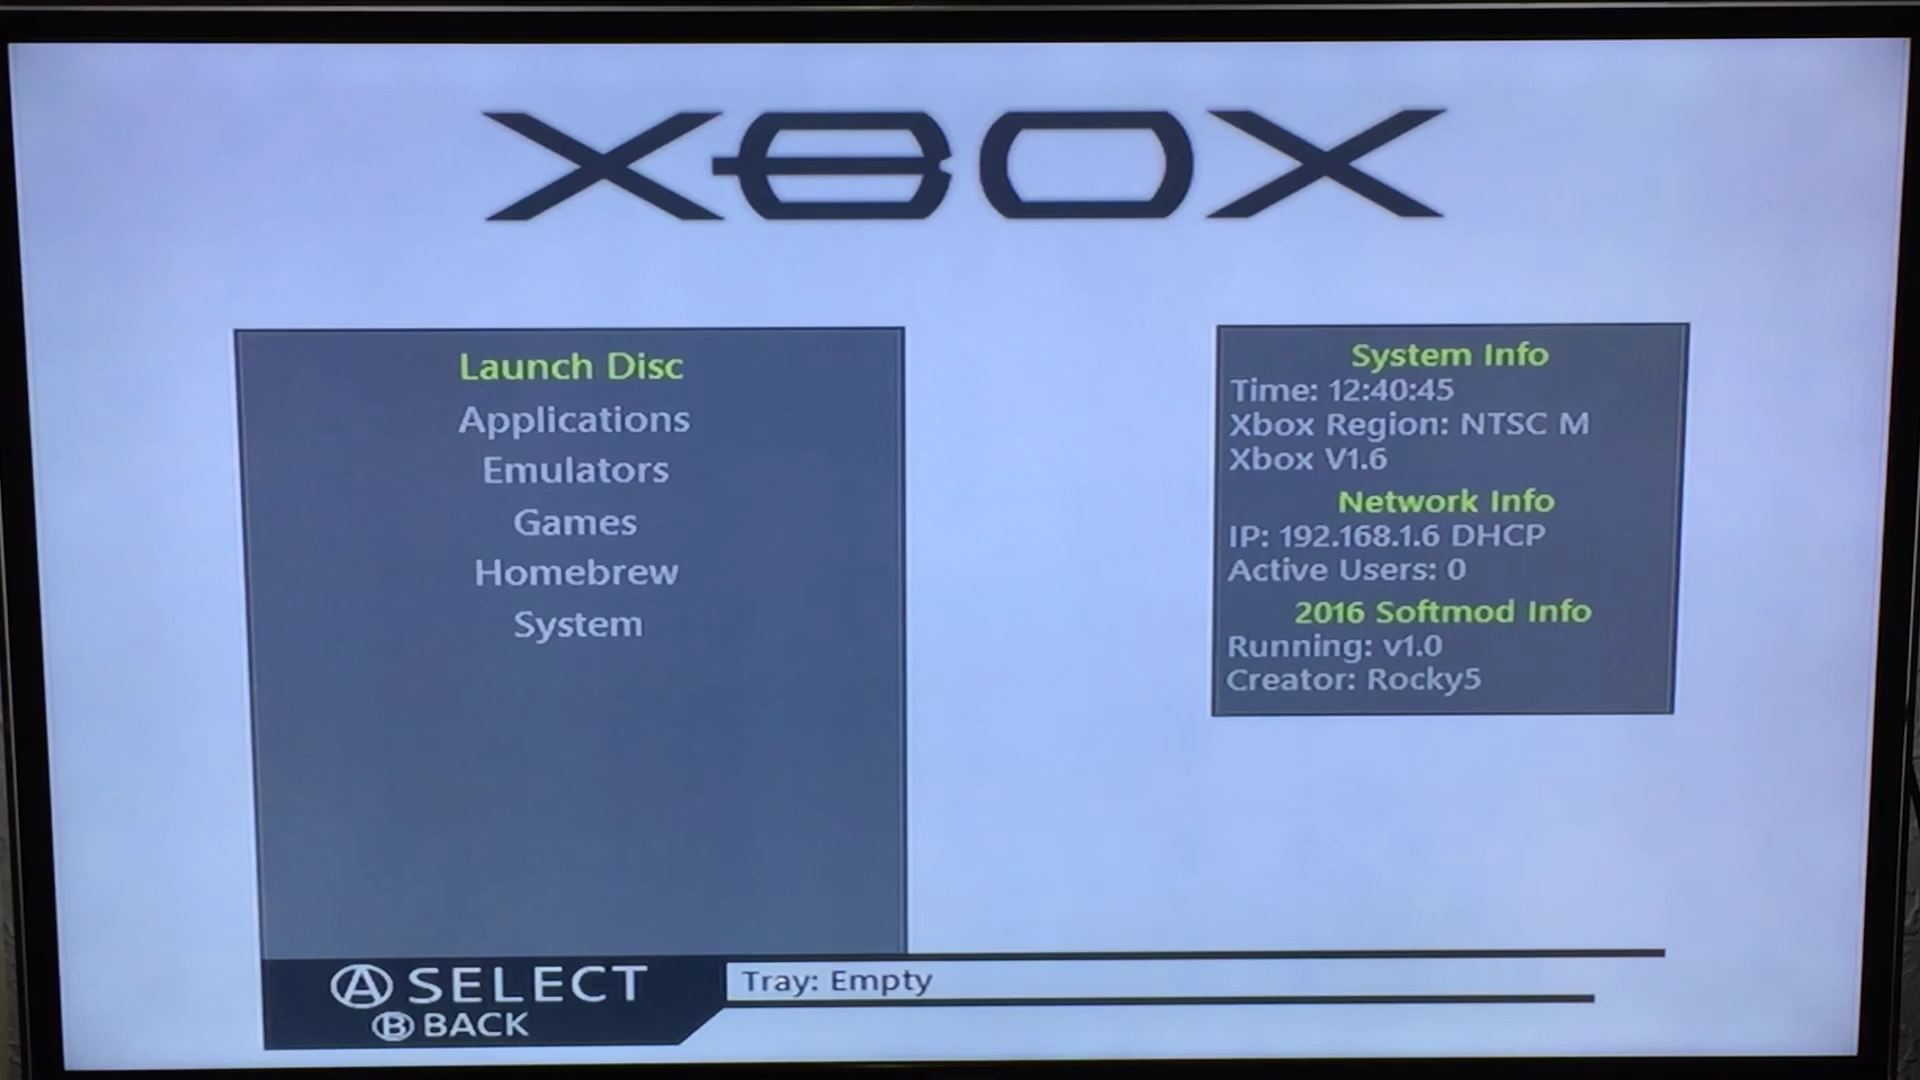 XBOX
Launch Disc
Applications
Emulators
Games
Homebrew
System
System Info
Time: 12:40:45
Xbox Region: NTSC M
Xbox V1.6
Network Info
IP: 192.168.1.6 DHCP
Active Users: 0
2016 Softmod Info
Running: v1.0
Creator: Rocky5
A SELECT
B BACK
Tray: Empty